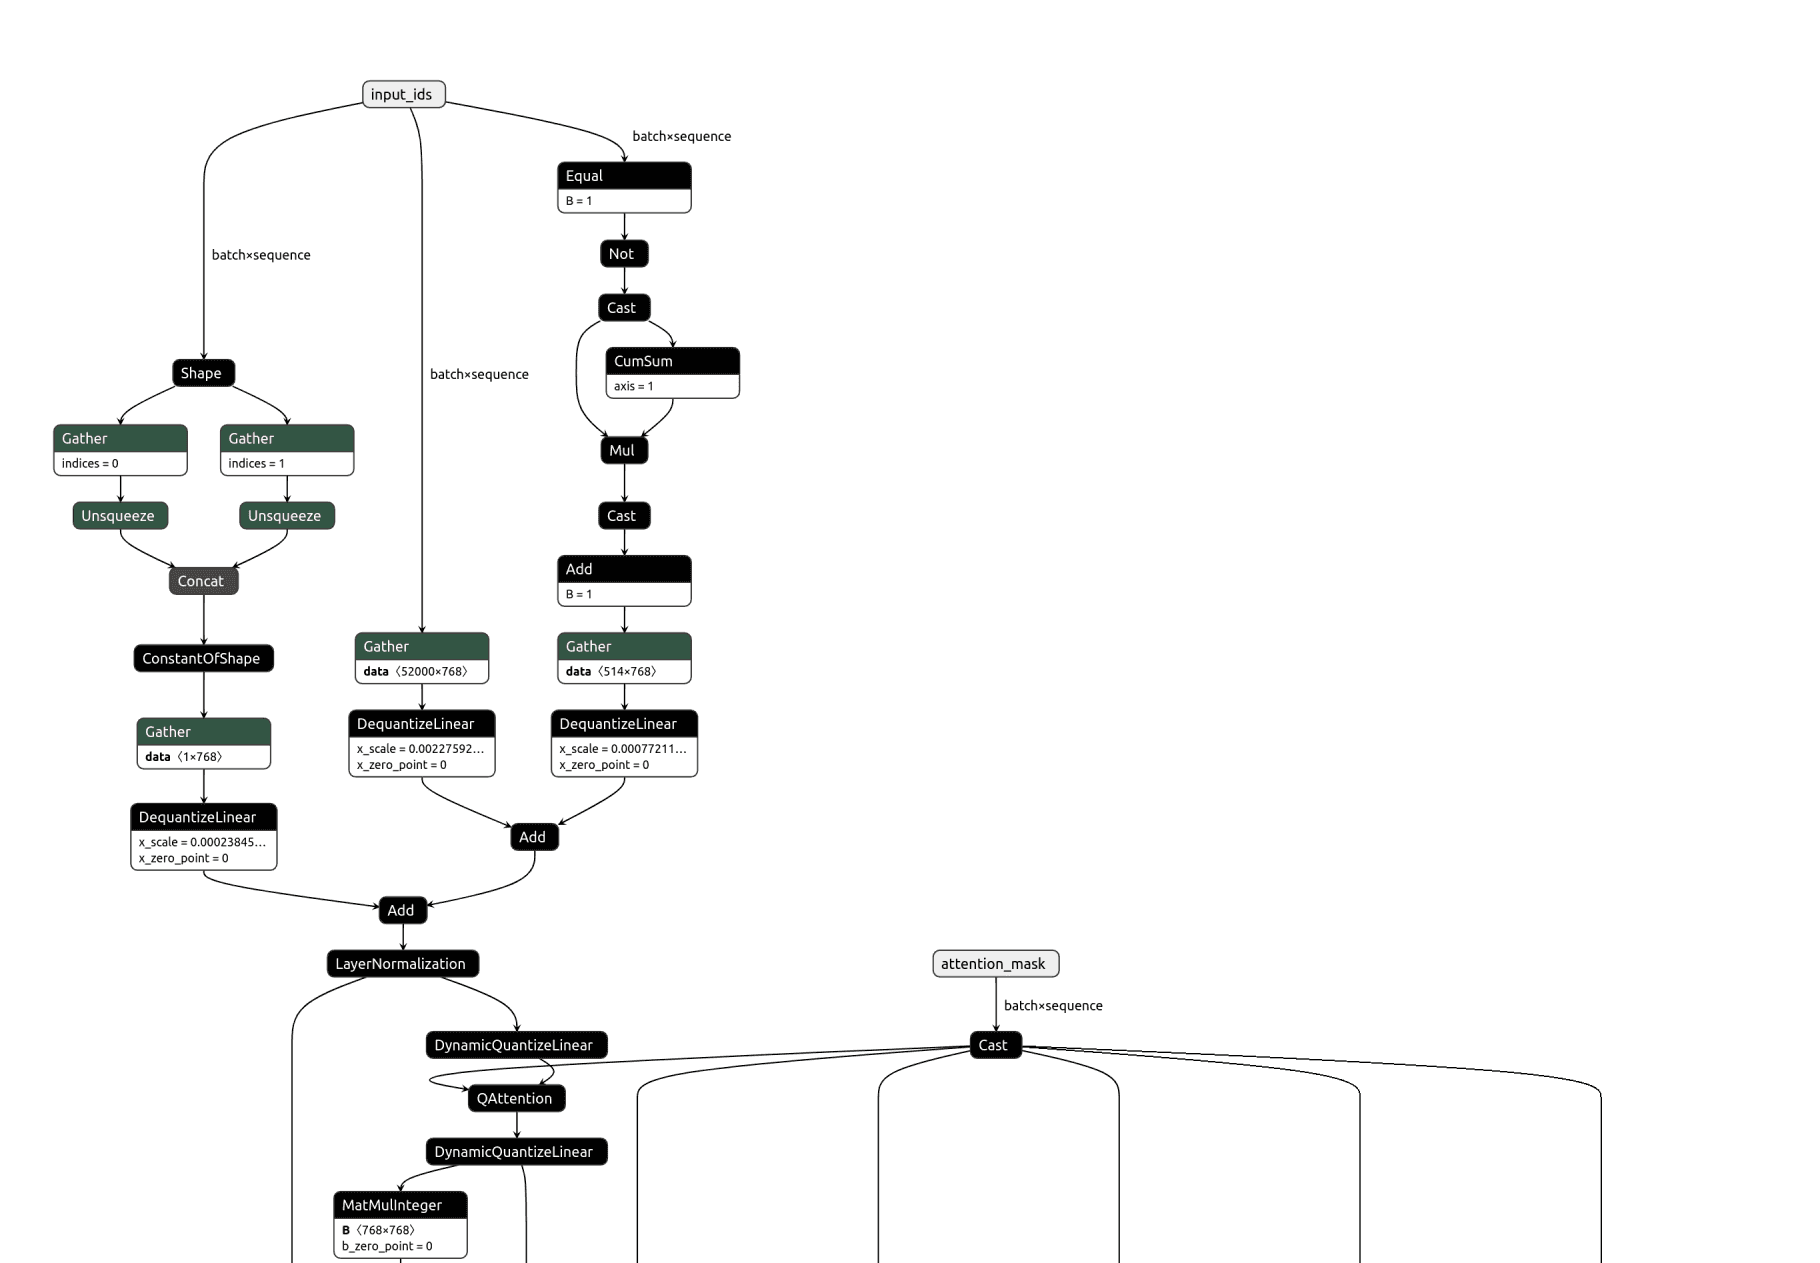 input_ids
batch×sequence
Equal
B = 1
Not
batch×sequence
Cast
CumSum
axis = 1
Shape
batch×sequence
Gather
indices = 0
Gather
indices = 1
Mul
Unsqueeze
Unsqueeze
Cast
Concat
Add
B = 1
ConstantOfShape
Gather
data 〈52000×768〉
Gather
data 〈514×768〉
Gather
data 〈1×768〉
DequantizeLinear
x_scale = 0.00227592…
x_zero_point = 0
DequantizeLinear
x_scale = 0.00077211…
x_zero_point = 0
DequantizeLinear
x_scale = 0.00023845…
x_zero_point = 0
Add
Add
LayerNormalization
attention_mask
batch×sequence
DynamicQuantizeLinear
Cast
QAttention
DynamicQuantizeLinear
MatMulInteger
B 〈768×768〉
b_zero_point = 0